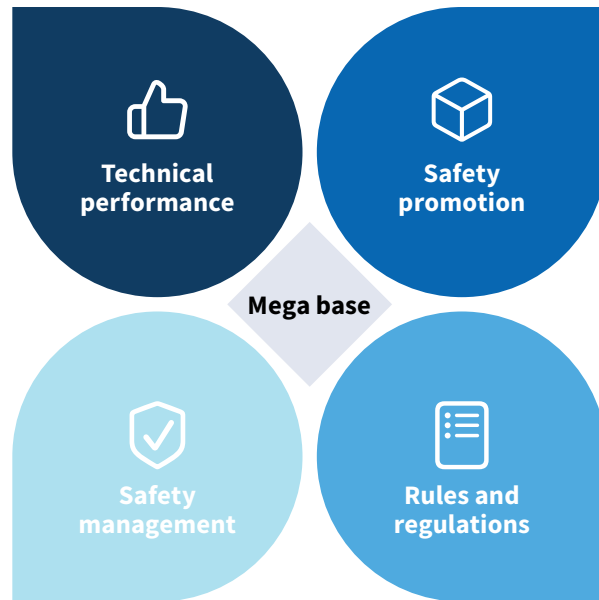 Technical
performance
Safety
promotion
Mega base
Safety
management
Rules and
regulations